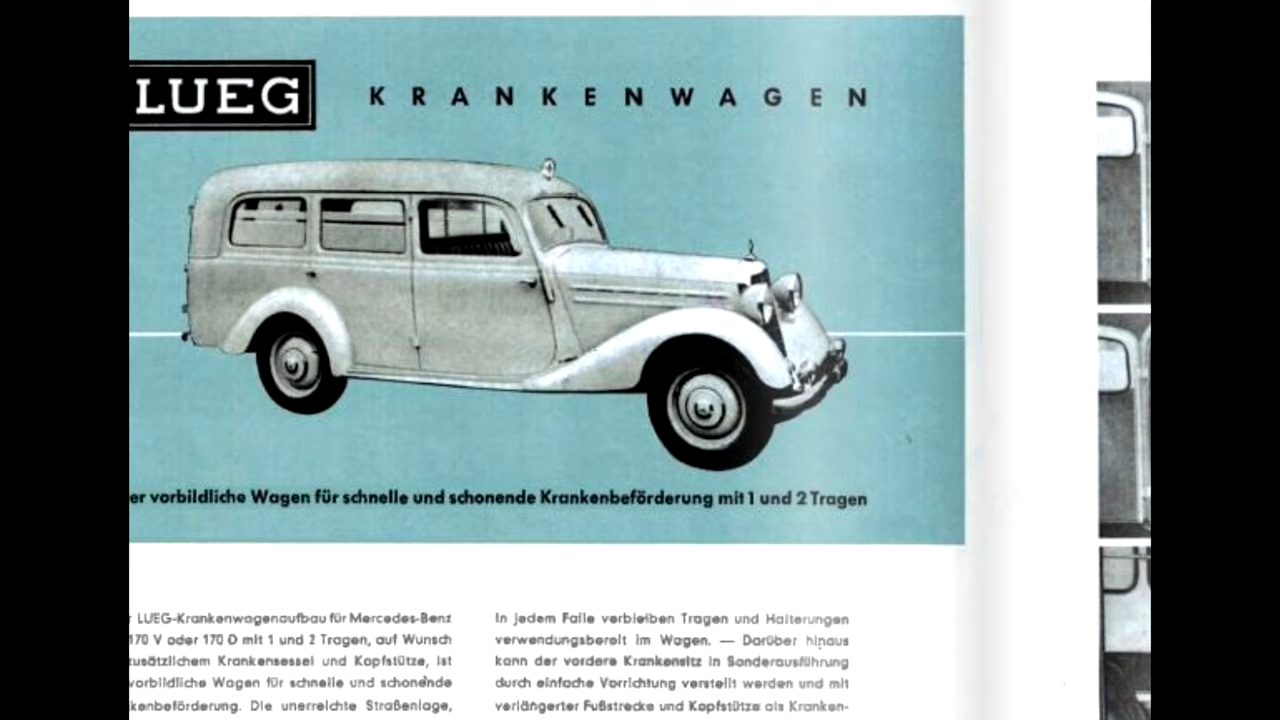 LUEG
KRANKENWAGEN
er vorbildliche Wagen für schnelle und schonende Krankenbeförderung mit 1 und 2 Tragen
r LUEG-Krankenwagenaufbau für Mercedes-Benz
170 V oder 170 D mit 1 und 2 Tragen, auf Wunsch
zusätzlichem Krankensessel und Kopfstütze, ist
vorbildliche Wagen für schnelle und schonende
kenbeförderung. Die unerreichte Straßenlage,
In jedem Falle verbleiben Tragen und Halterungen
verwendungsbereit im Wagen. — Darüber hinaus
kann der vordere Krankensitz in Sonderausführung
durch einfache Vorrichtung verstellt werden und mit
verlängerter Fußstrecke und Kopfstütze als Kranken-